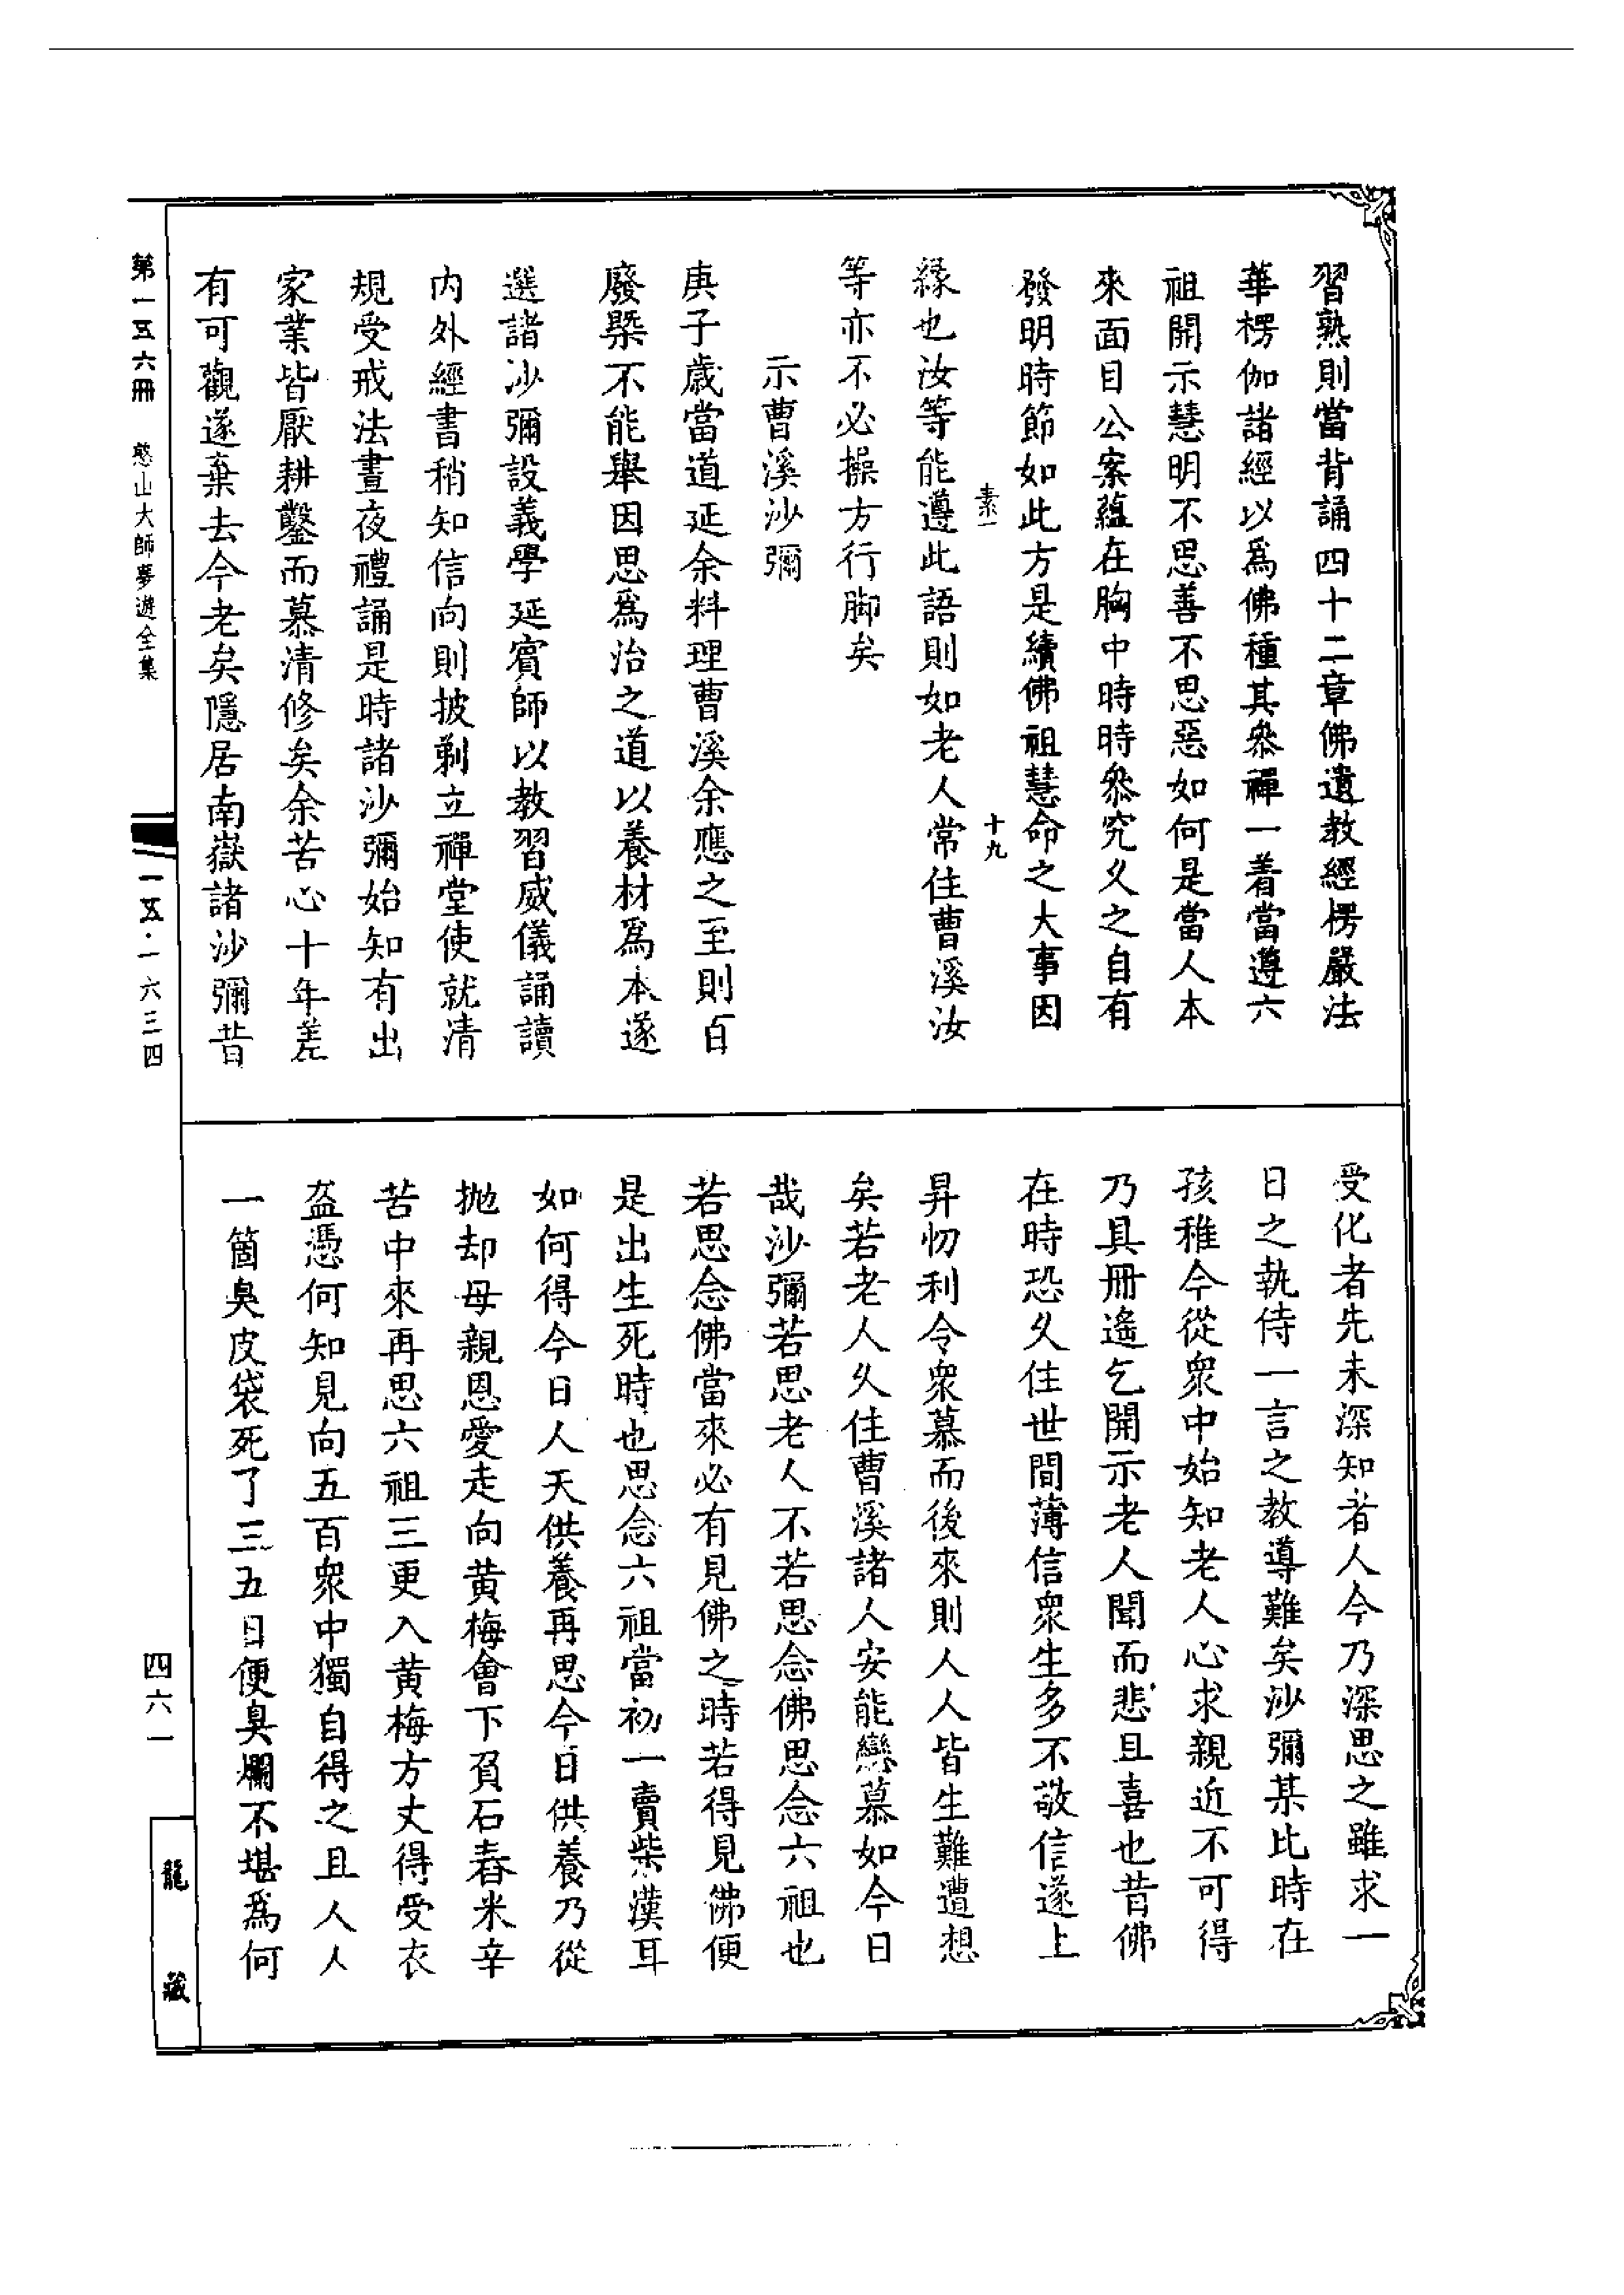 習熟則當背誦四十二章佛遺教經楞嚴法
華楞伽諸經以爲佛種其叅禪一着當遵六
祖開示慧明不思善不思惡如何是當人本
來面目公案蘊在胸中時時叅究久之自有
發明時節如此方是續佛祖慧命之大事因
素一
十九
緣也汝等能遵此語則如老人常住曹溪汝
等亦不必操方行脚矣
示曹溪沙彌
庚子歲當道延余料理曹溪余應之至則百
廢槩不能舉因思爲治之道以養材爲本遂
選諸沙彌設義學延賓師以教習威儀誦讀
内外經書稍知信向則披剃立禪堂使就清
規受戒法晝夜禮誦是時諸沙彌始知有出
家業皆厭耕鑿而慕清修矣余苦心十年差
有可觀遂棄去今老矣隱居南嶽諸沙彌昔
受化者先未深知老人今乃深思之雖求一
日之執侍一言之教導難矣沙彌某比時在
孩稚今從衆中始知老人心求親近不可得
乃具冊遙乞開示老人聞而悲且喜也昔佛
在時恐久住世間薄信衆生多不敬信遂上
昇忉利令衆慕而後來則人人皆生難遭想
矣若老人久住曹溪諸人安能戀慕如今日
哉沙彌若思老人不若思念佛思念六祖也
若思念佛當來必有見佛之時若得見佛便
是出生死時也思念六祖當初一賣柴漢耳
如何得今日人天供養再思今日供養乃從
抛却母親恩愛走向黄梅會下負石舂米辛
苦中來再思六祖三更入黄梅方丈得受衣
盔憑何知見向五百衆中獨自得之且人人
一箇臭皮袋死了三五日便臭爛不堪爲何
第一五六冊 憨山大師夢遊全集
一五·一六三四
四六一
龍藏